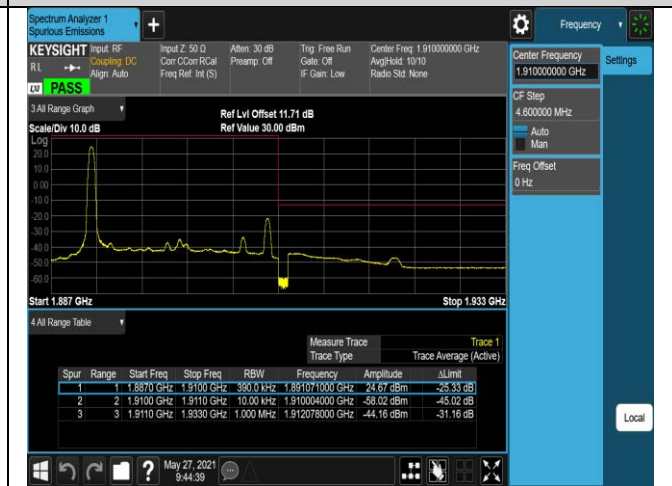 Spectrum Analyzer 1
Spurious Emissions
Frequency
KEYSIGHT Input: RF Input Z: 50 Ω Atten: 30 dB Trig: Free Run Center Freq: 1.910000000 GHz
RL Coupling: DC Corr CCorr RCal Preamp: Off Gate: Off Avg|Hold: 10/10
Align: Auto Freq Ref: Int (S) IF Gain: Low Radio Std: None
PASS
Center Frequency
1.910000000 GHz
Settings
CF Step
4.600000 MHz
Auto
Man
Freq Offset
0 Hz
3 All Range Graph
Ref Lvl Offset 11.71 dB
Scale/Div 10.0 dB Ref Value 30.00 dBm
Log
20.0
10.0
0.00
-10.0
-20.0
-30.0
-40.0
-50.0
-60.0
Start 1.887 GHz Stop 1.933 GHz
4 All Range Table
Measure Trace Trace 1
Trace Type Trace Average (Active)
Spur Range Start Freq Stop Freq RBW Frequency Amplitude ΔLimit
1 1 1.8870 GHz 1.9100 GHz 390.0 kHz 1.891071000 GHz 24.67 dBm -25.33 dB
2 2 1.9100 GHz 1.9110 GHz 10.00 kHz 1.910004000 GHz -58.02 dBm -45.02 dB
3 3 1.9110 GHz 1.9330 GHz 1.000 MHz 1.912078000 GHz -44.16 dBm -31.16 dB
Local
May 27, 2021
9:44:39